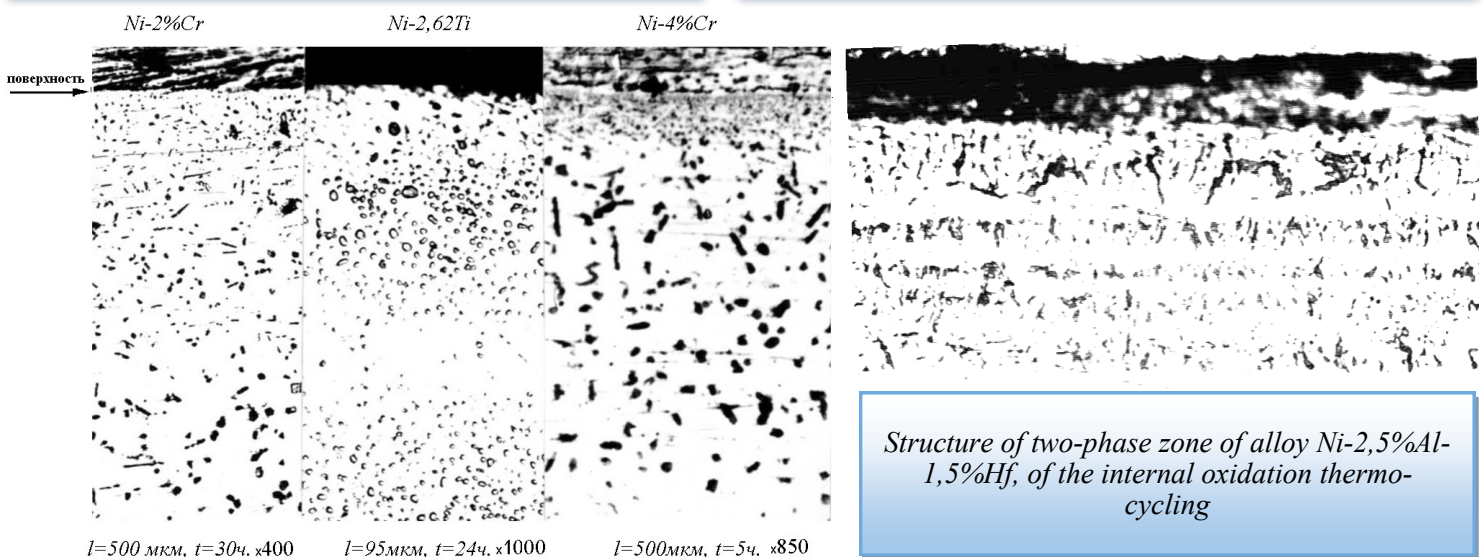 Ni-2%Cr
Ni-2,62Ti
Ni-4%Cr
поверхность
l=500 мкм, t=30ч. x400
l=95мкм, t=24ч. x1000
l=500мкм, t=5ч. x850
Structure of two-phase zone of alloy Ni-2,5%Al-
1,5%Hf, of the internal oxidation thermo-
cycling